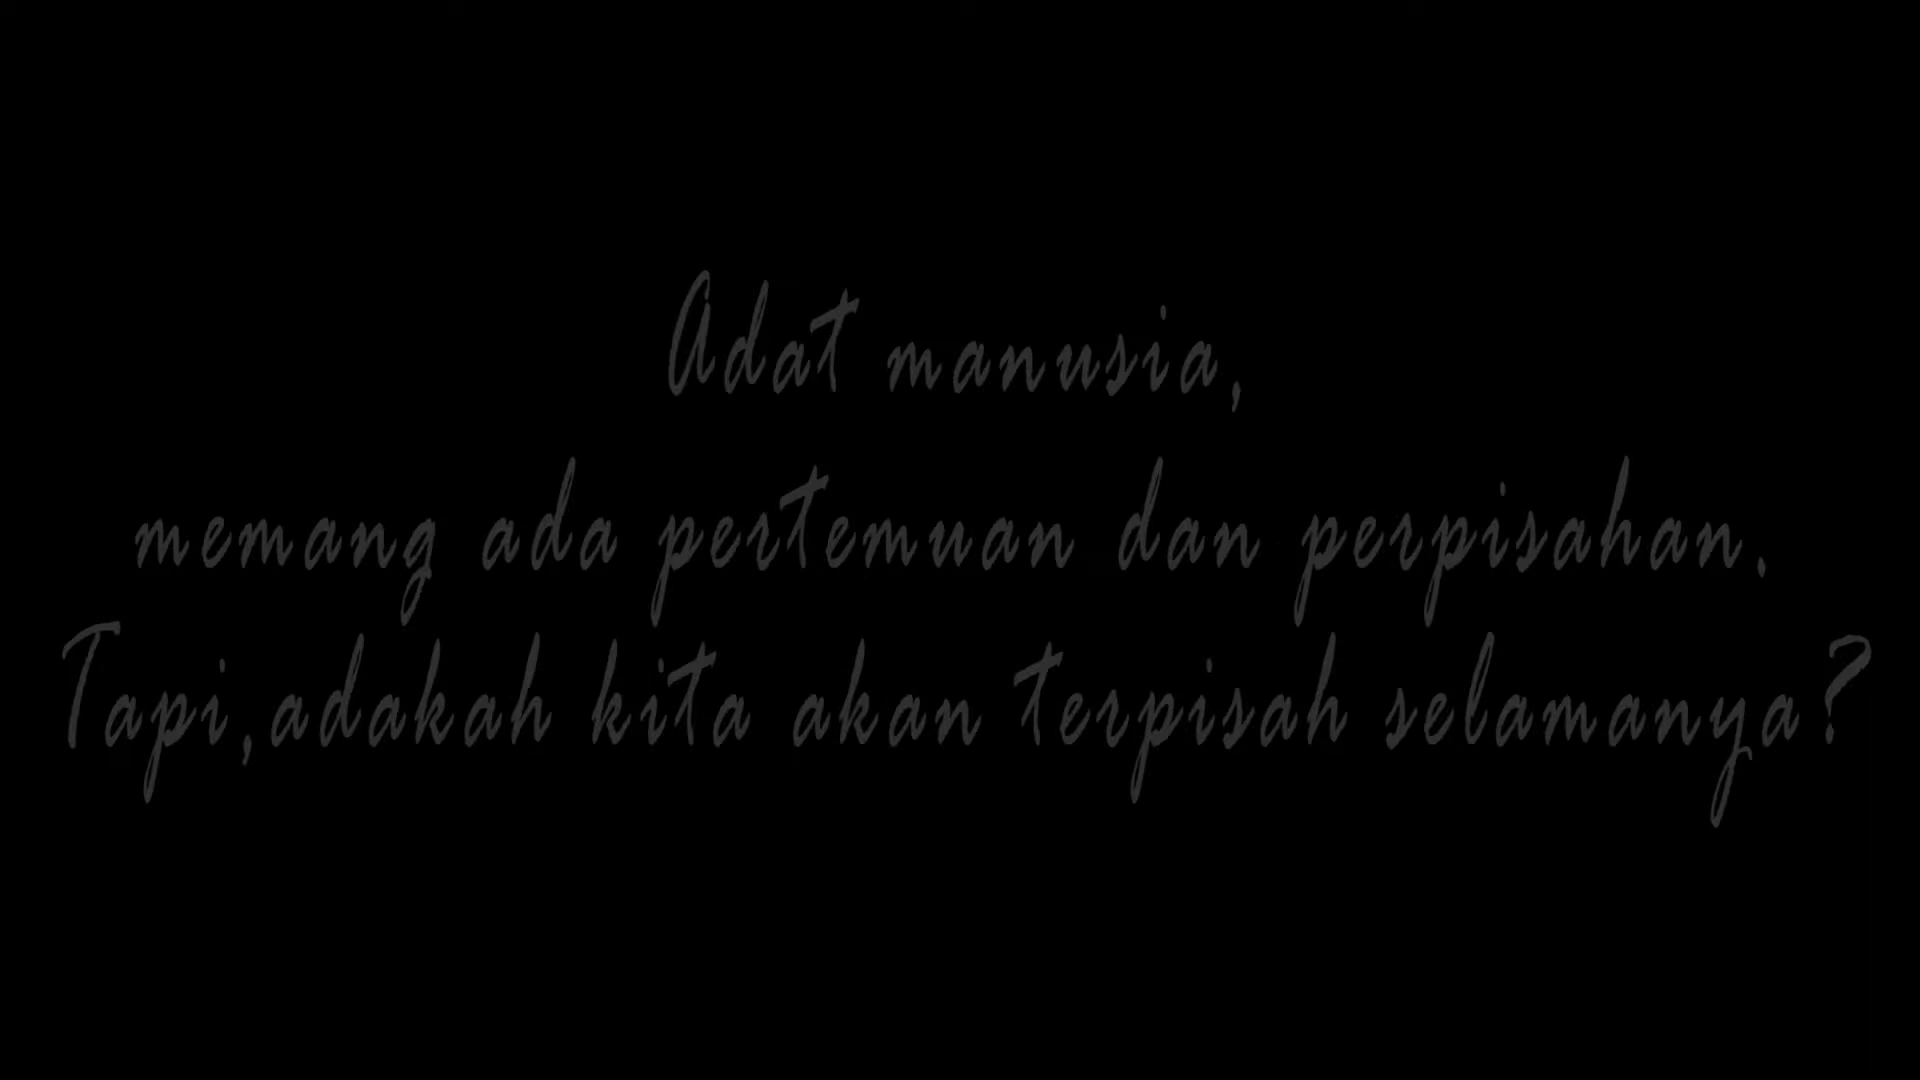 Adat manusia,
memang ada pertemuan dan perpisahan.
Tapi,adakah kita akan terpisah selamanya?